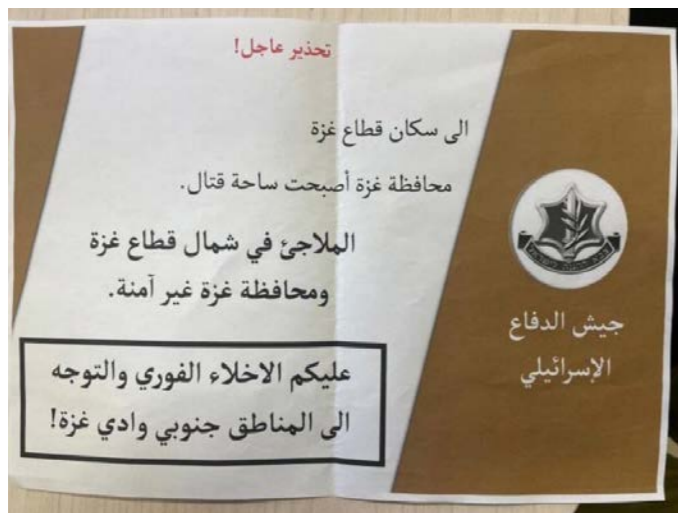 تحذير عاجل!
الى سكان قطاع غزة
محافظة غزة أصبحت ساحة قتال.
الملاجئ في شمال قطاع غزة
ومحافظة غزة غير آمنة.
عليكم الاخلاء الفوري والتوجه
الى المناطق جنوبي وادي غزة!
جيش الدفاع
الإسرائيلي